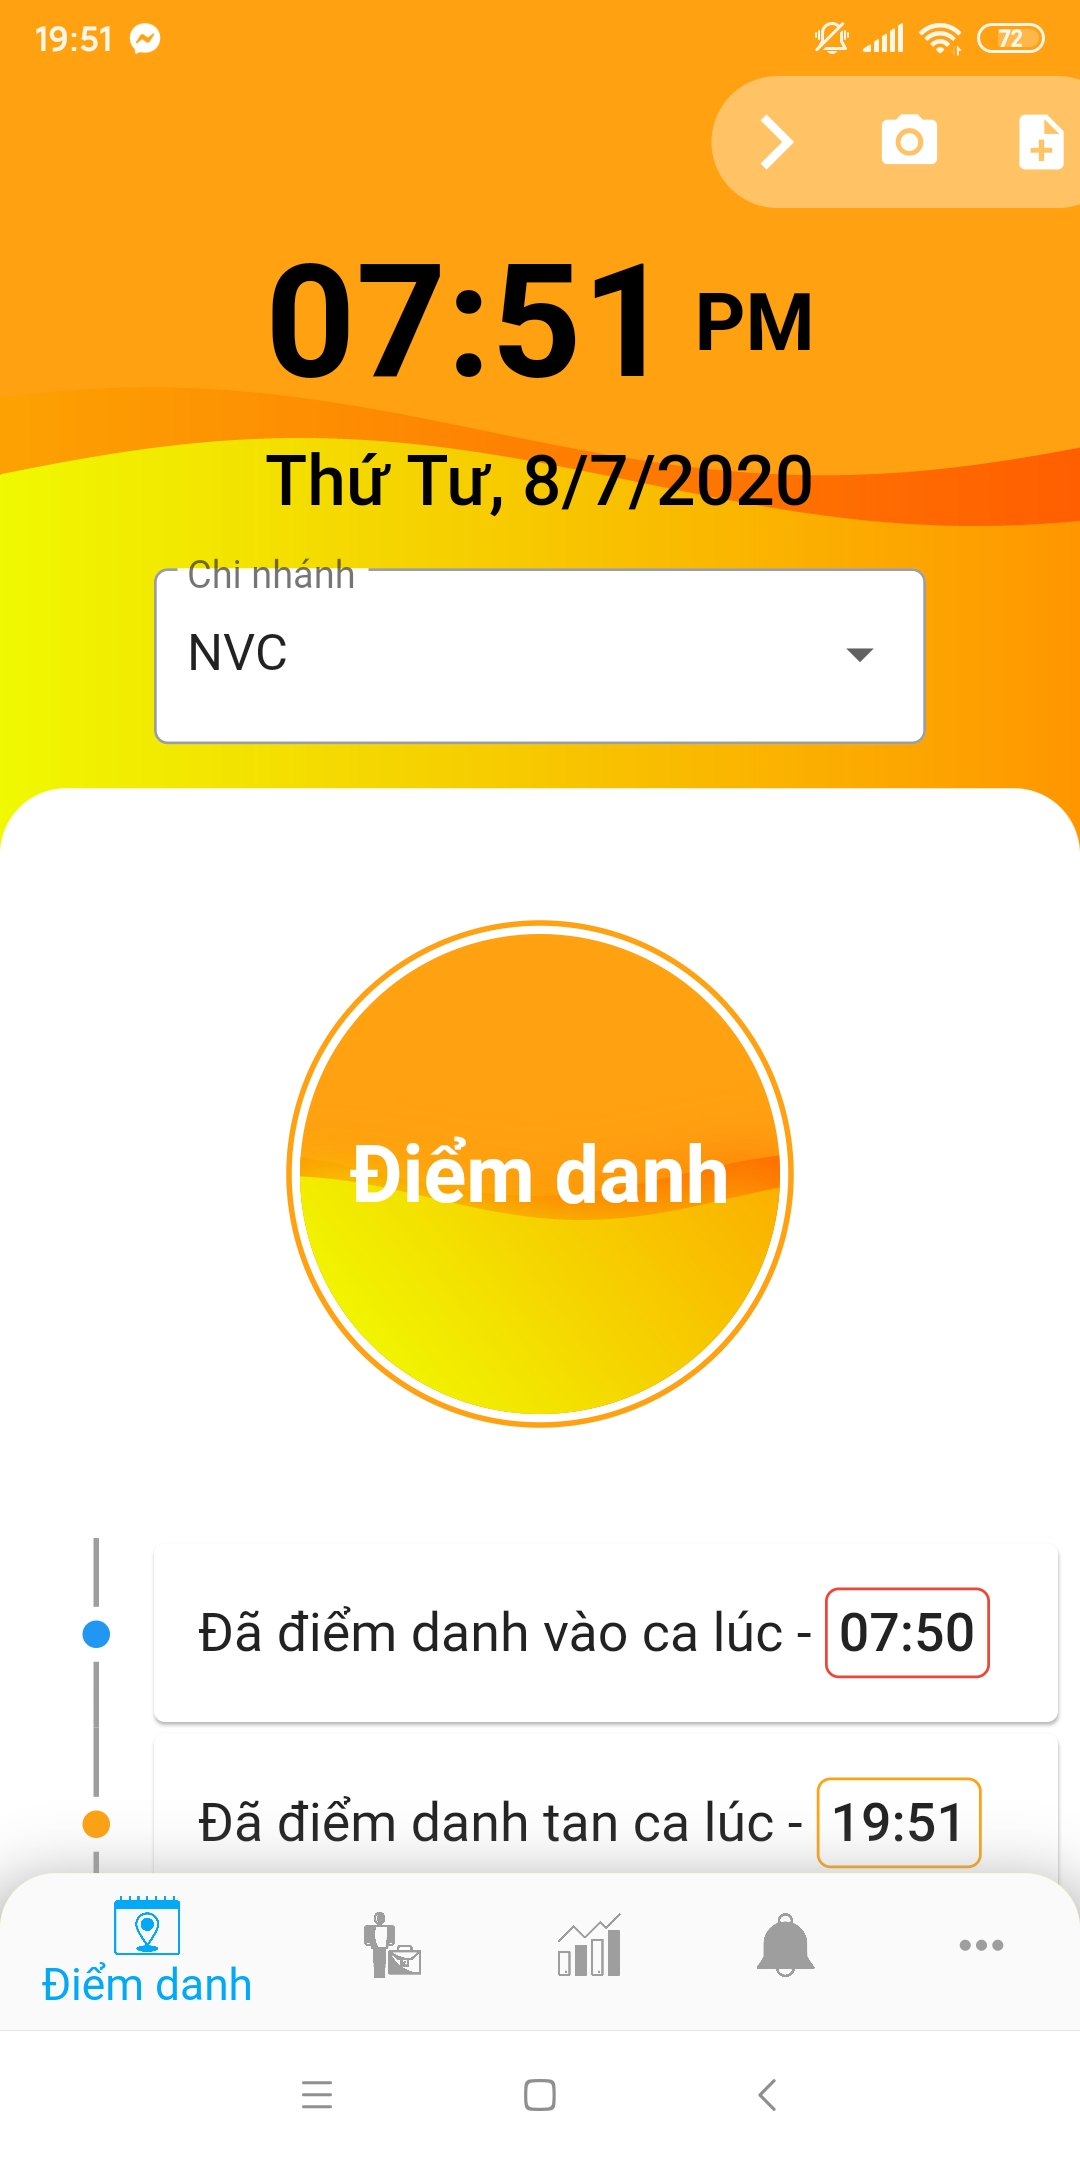 19:51
72
07:51 PM
Thứ Tư, 8/7/2020
Chi nhánh
NVC
Điểm danh
Đã điểm danh vào ca lúc - 07:50
Đã điểm danh tan ca lúc - 19:51
Điểm danh